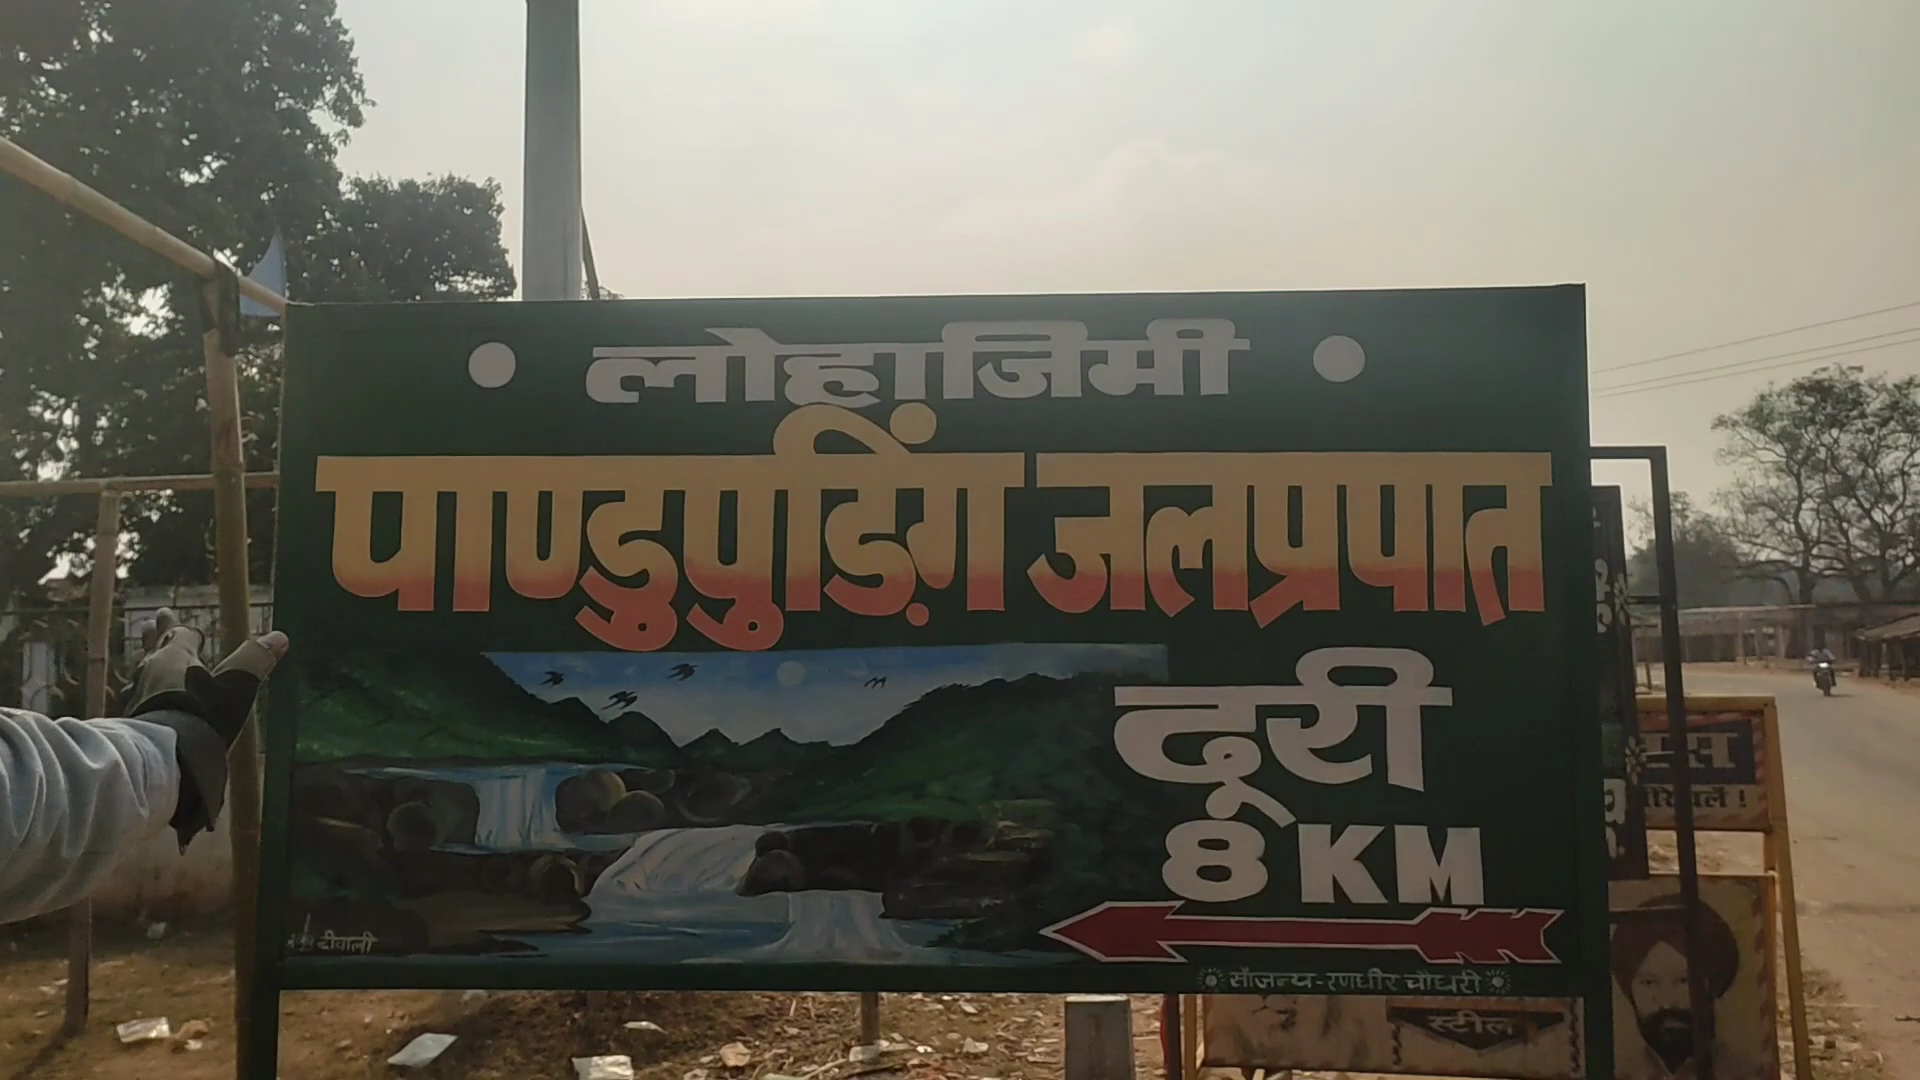 • लोहाजिमी •
पाण्डुपुडिंग़ जलप्रपात
दूरी
8 KM
दीवाली
सौजन्य-रणधीर चौधरी
स्टील